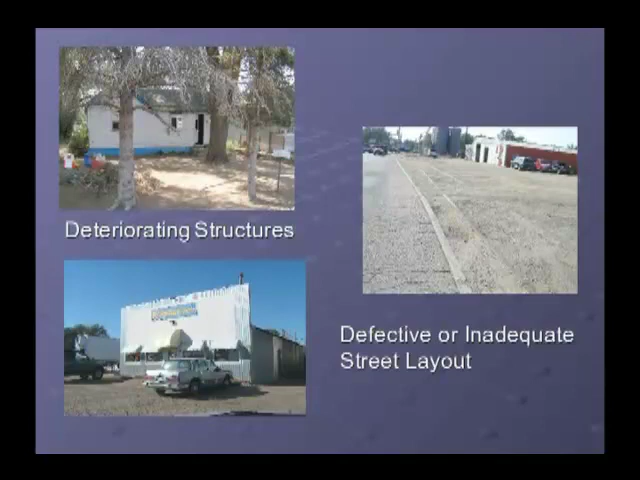 Deteriorating Structures
Defective or Inadequate
Street Layout